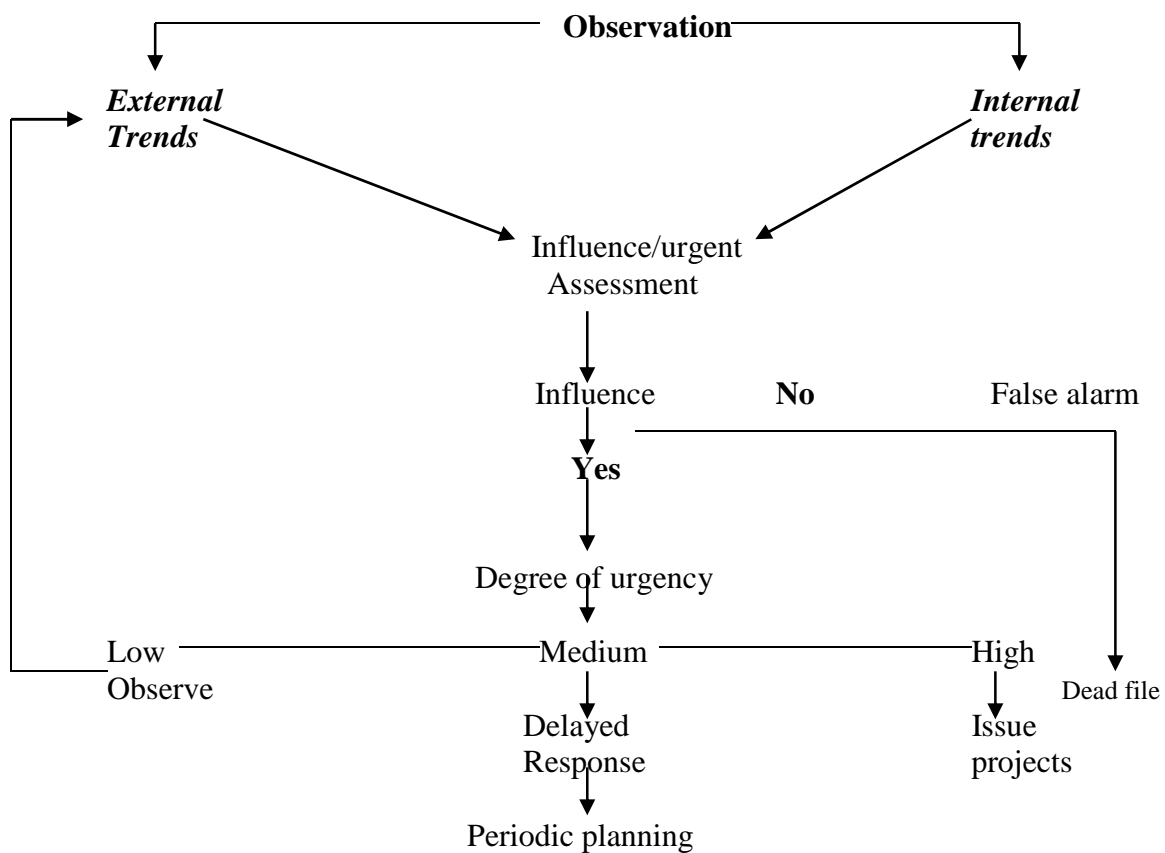 Observation
External
Trends
Internal
trends
Influence/urgent
Assessment
Influence
No
False alarm
Yes
Degree of urgency
Low
Observe
Medium
High
Dead file
Delayed
Response
Issue
projects
Periodic planning